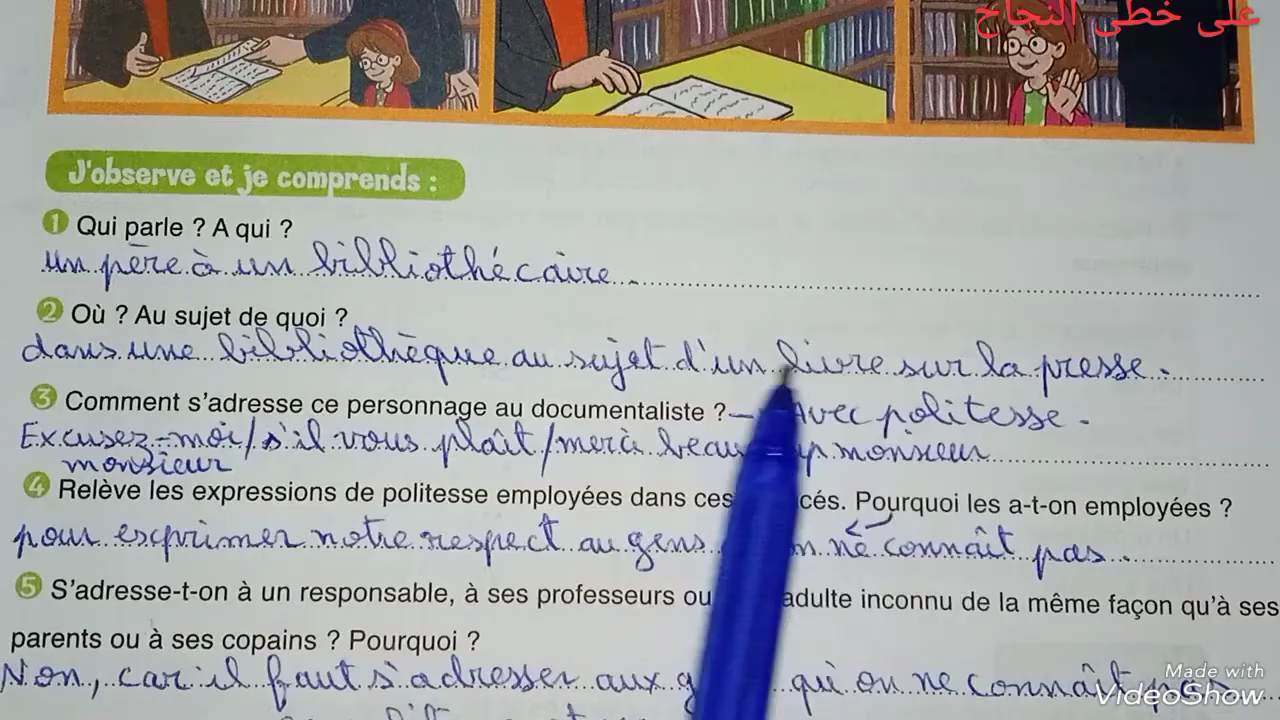 على خطى النجاح
J'observe et je comprends :
1 Qui parle ? A qui ?
un père à un bibliothécaire.
2 Où ? Au sujet de quoi ?
dans une bibliothèque au sujet d'un livre sur la presse.
3 Comment s'adresse ce personnage au documentaliste ? Avec politesse.
Excusez-moi / s'il vous plaît / merci monsieur
monsieur
4 Relève les expressions de politesse employées dans ces Pourquoi les a-t-on employées ?
pour exprimer notre respect au gens ne connaît pas.
5 S'adresse-t-on à un responsable, à ses professeurs ou adulte inconnu de la même façon qu'à ses
parents ou à ses copains ? Pourquoi ?
Non, car il faut s'adresser aux qu'on ne connaît
Made with
VideoShow